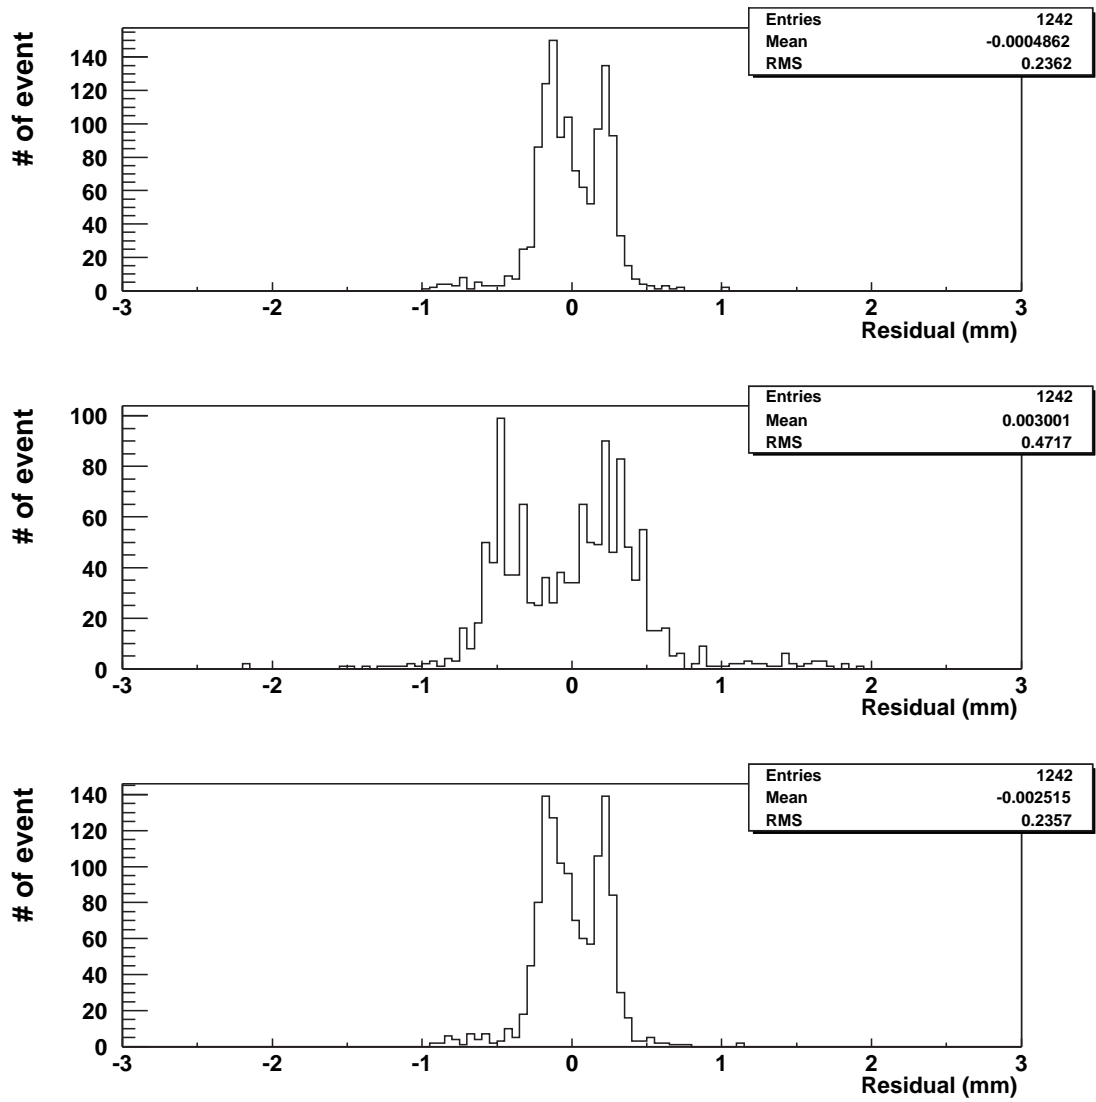 Entries 1242
Mean -0.0004862
RMS 0.2362
# of event
140
120
100
80
60
40
20
0
-3 -2 -1 0 1 2 3
Residual (mm)
Entries 1242
Mean 0.003001
RMS 0.4717
# of event
100
80
60
40
20
0
-3 -2 -1 0 1 2 3
Residual (mm)
Entries 1242
Mean -0.002515
RMS 0.2357
# of event
140
120
100
80
60
40
20
0
-3 -2 -1 0 1 2 3
Residual (mm)